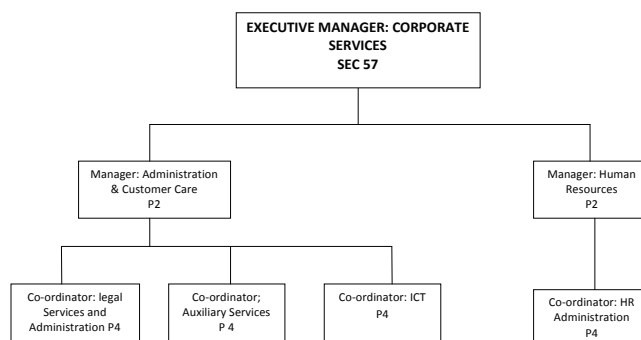 EXECUTIVE MANAGER: CORPORATE
SERVICES
SEC 57
Manager: Administration
& Customer Care
P2
Manager: Human
Resources
P2
Co-ordinator: legal
Services and
Administration P4
Co-ordinator;
Auxiliary Services
P 4
Co-ordinator: ICT
P4
Co-ordinator: HR
Administration
P4